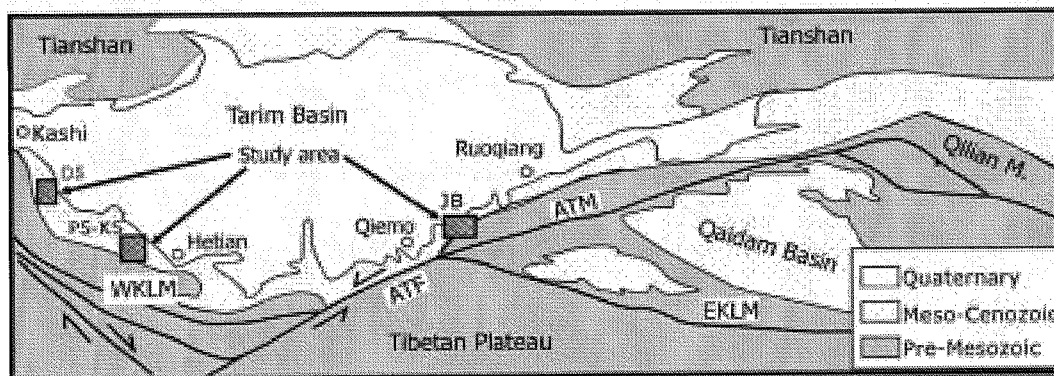 Tianshan
Tianshan
Tarim Basin
Kashi
Study area
Ruoqiang
Qilian M.
DS
JB
ATM
PS-KS
Qiemo
Hetian
Qaidam Basin
WKLM
ATF
EKLM
Tibetan Plateau
Quaternary
Meso-Cenozoic
Pre-Mesozoic